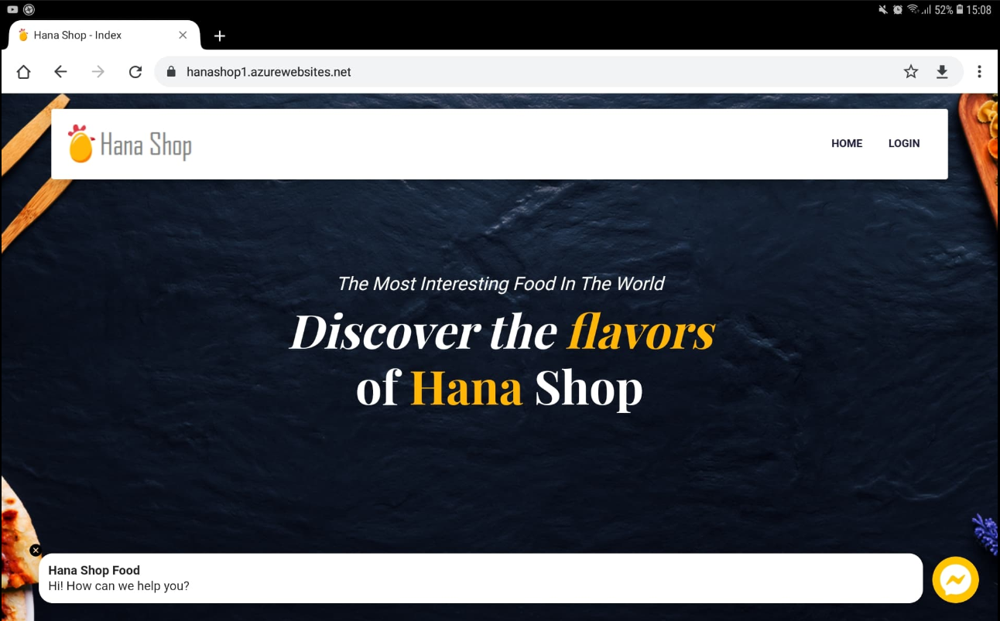 52% 15:08
Hana Shop - Index
hanashop1.azurewebsites.net
Hana Shop
HOME LOGIN
The Most Interesting Food In The World
Discover the flavors
of Hana Shop
Hana Shop Food
Hi! How can we help you?